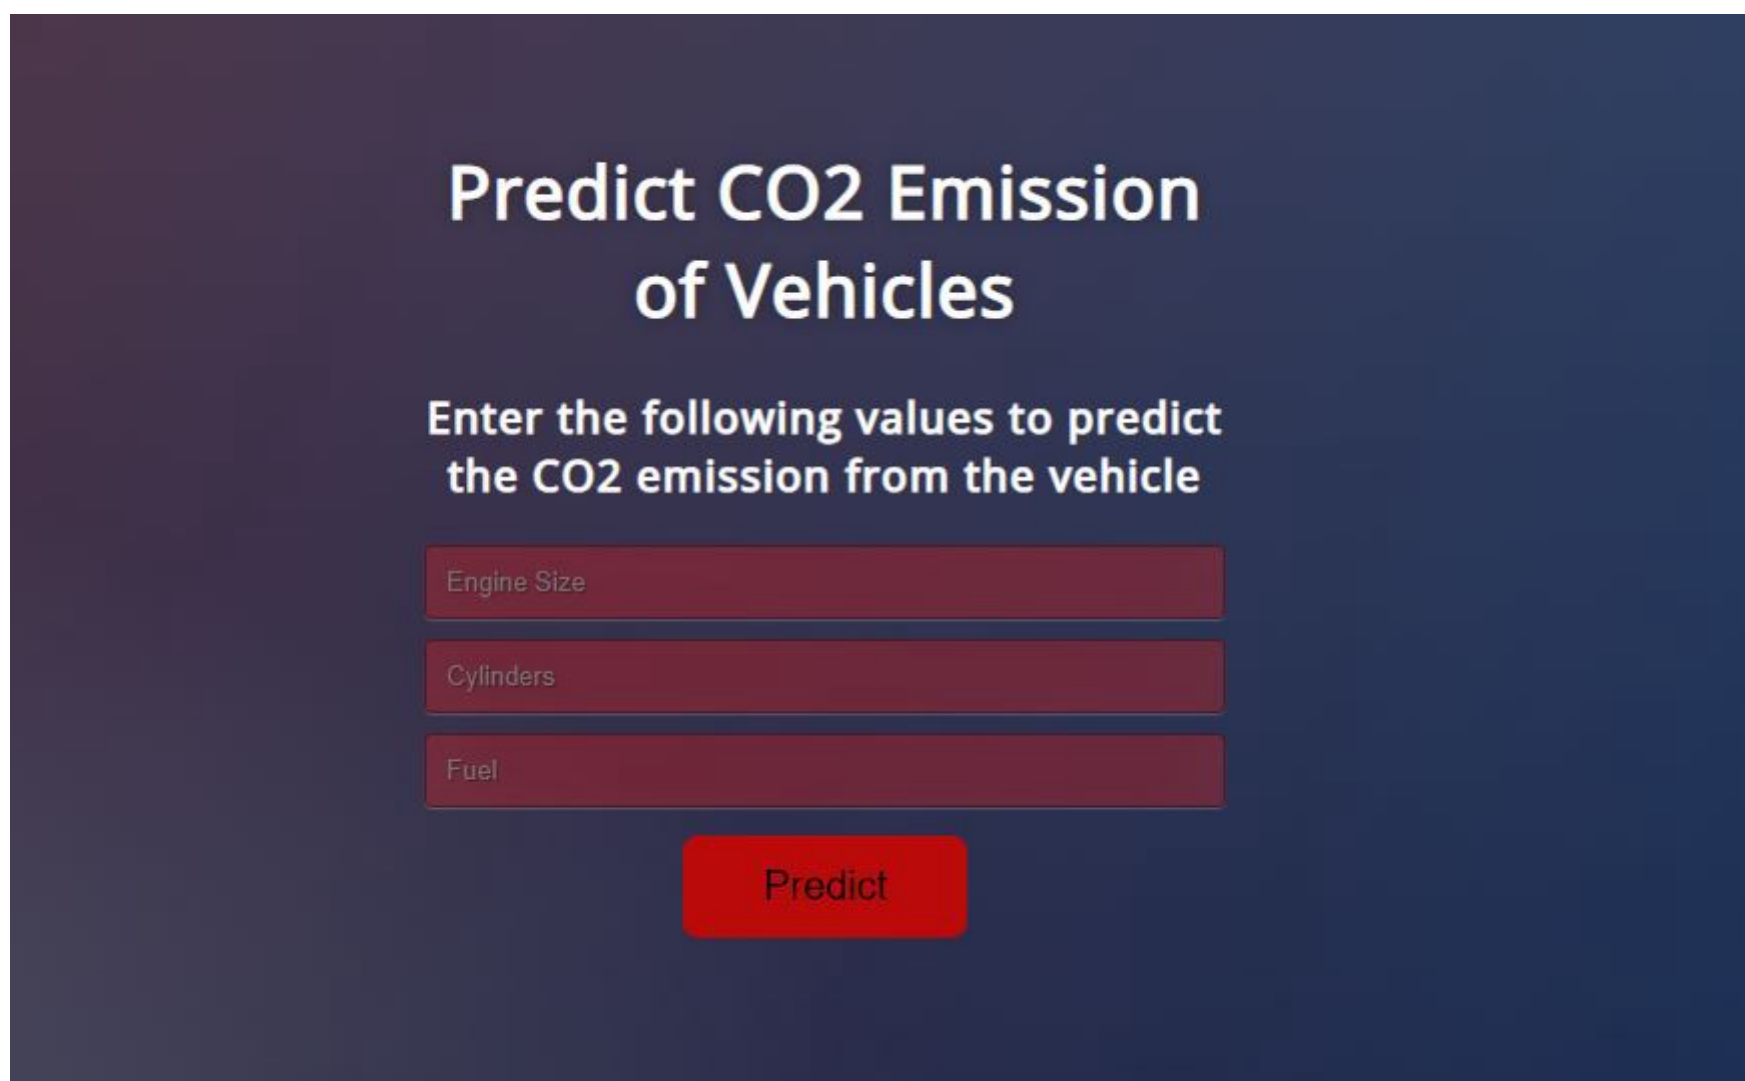 Predict CO2 Emission
of Vehicles
Enter the following values to predict
the CO2 emission from the vehicle
Engine Size
Cylinders
Fuel
Predict